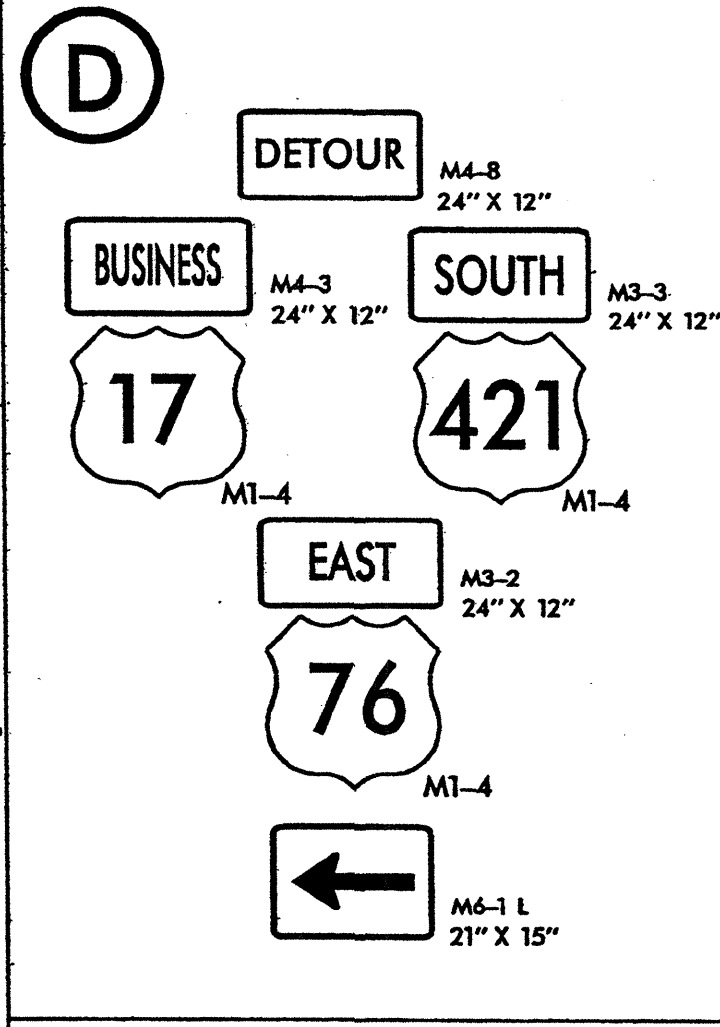 D
DETOUR
M4-8
24" X 12"
BUSINESS
M4-3
24" X 12"
SOUTH
M3-3
24" X 12"
17
M1-4
421
M1-4
EAST
M3-2
24" X 12"
76
M1-4
M6-1 L
21" X 15"